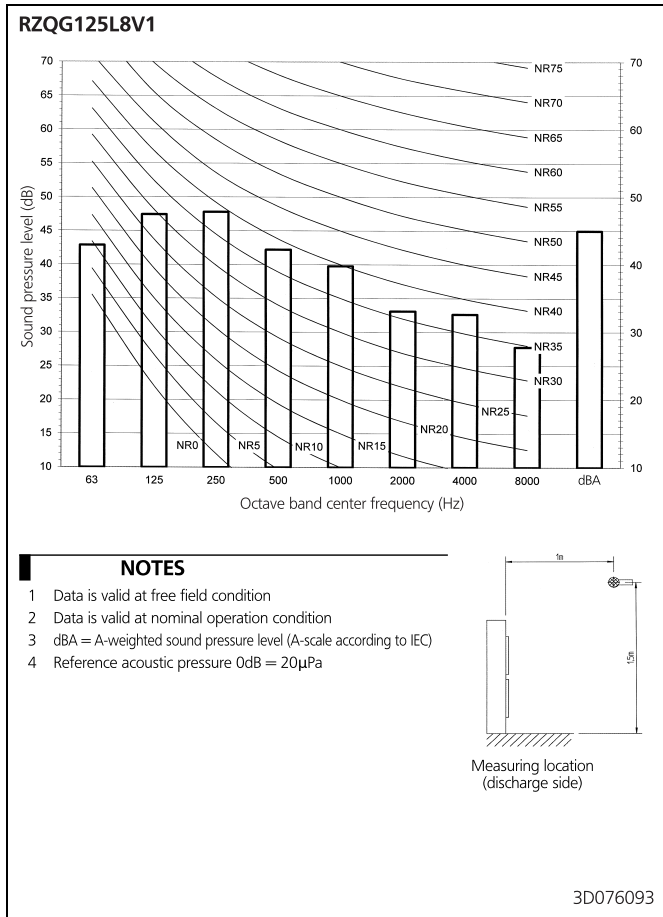 RZQG125L8V1
Sound pressure level (dB)
70
65
60
55
50
45
40
35
30
25
20
15
10
70
60
50
40
30
20
10
NR75
NR70
NR65
NR60
NR55
NR50
NR45
NR40
NR35
NR30
NR25
NR20
NR15
NR10
NR5
NR0
63 125 250 500 1000 2000 4000 8000 dBA
Octave band center frequency (Hz)
NOTES
1 Data is valid at free field condition
2 Data is valid at nominal operation condition
3 dBA = A-weighted sound pressure level (A-scale according to IEC)
4 Reference acoustic pressure 0dB = 20μPa
1m
1,5m
Measuring location
(discharge side)
3D076093